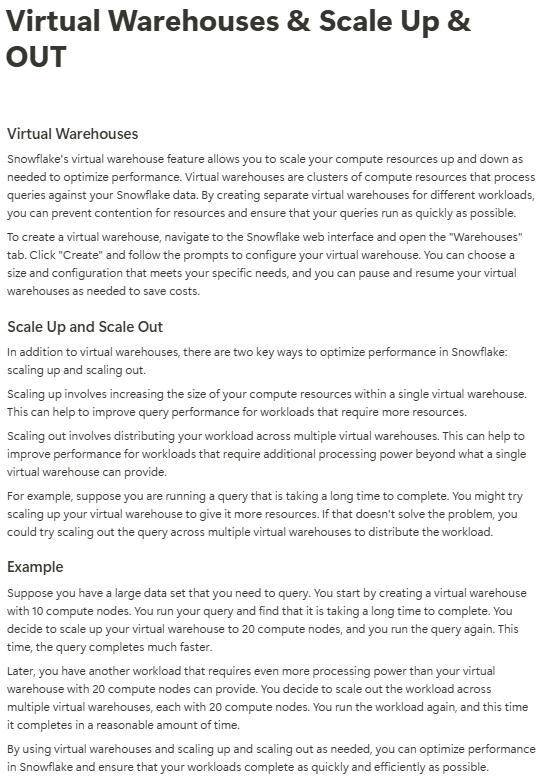 Virtual Warehouses & Scale Up &
OUT
Virtual Warehouses
Snowflake's virtual warehouse feature allows you to scale your compute resources up and down as
needed to optimize performance. Virtual warehouses are clusters of compute resources that process
queries against your Snowflake data. By creating separate virtual warehouses for different workloads,
you can prevent contention for resources and ensure that your queries run as quickly as possible.
To create a virtual warehouse, navigate to the Snowflake web interface and open the "Warehouses"
tab. Click "Create" and follow the prompts to configure your virtual warehouse. You can choose a
size and configuration that meets your specific needs, and you can pause and resume your virtual
warehouses as needed to save costs.
Scale Up and Scale Out
In addition to virtual warehouses, there are two key ways to optimize performance in Snowflake:
scaling up and scaling out.
Scaling up involves increasing the size of your compute resources within a single virtual warehouse.
This can help to improve query performance for workloads that require more resources.
Scaling out involves distributing your workload across multiple virtual warehouses. This can help to
improve performance for workloads that require additional processing power beyond what a single
virtual warehouse can provide.
For example, suppose you are running a query that is taking a long time to complete. You might try
scaling up your virtual warehouse to give it more resources. If that doesn't solve the problem, you
could try scaling out the query across multiple virtual warehouses to distribute the workload.
Example
Suppose you have a large data set that you need to query. You start by creating a virtual warehouse
with 10 compute nodes. You run your query and find that it is taking a long time to complete. You
decide to scale up your virtual warehouse to 20 compute nodes, and you run the query again. This
time, the query completes much faster.
Later, you have another workload that requires even more processing power than your virtual
warehouse with 20 compute nodes can provide. You decide to scale out the workload across
multiple virtual warehouses, each with 20 compute nodes. You run the workload again, and this time
it completes in a reasonable amount of time.
By using virtual warehouses and scaling up and scaling out as needed, you can optimize performance
in Snowflake and ensure that your workloads complete as quickly and efficiently as possible.